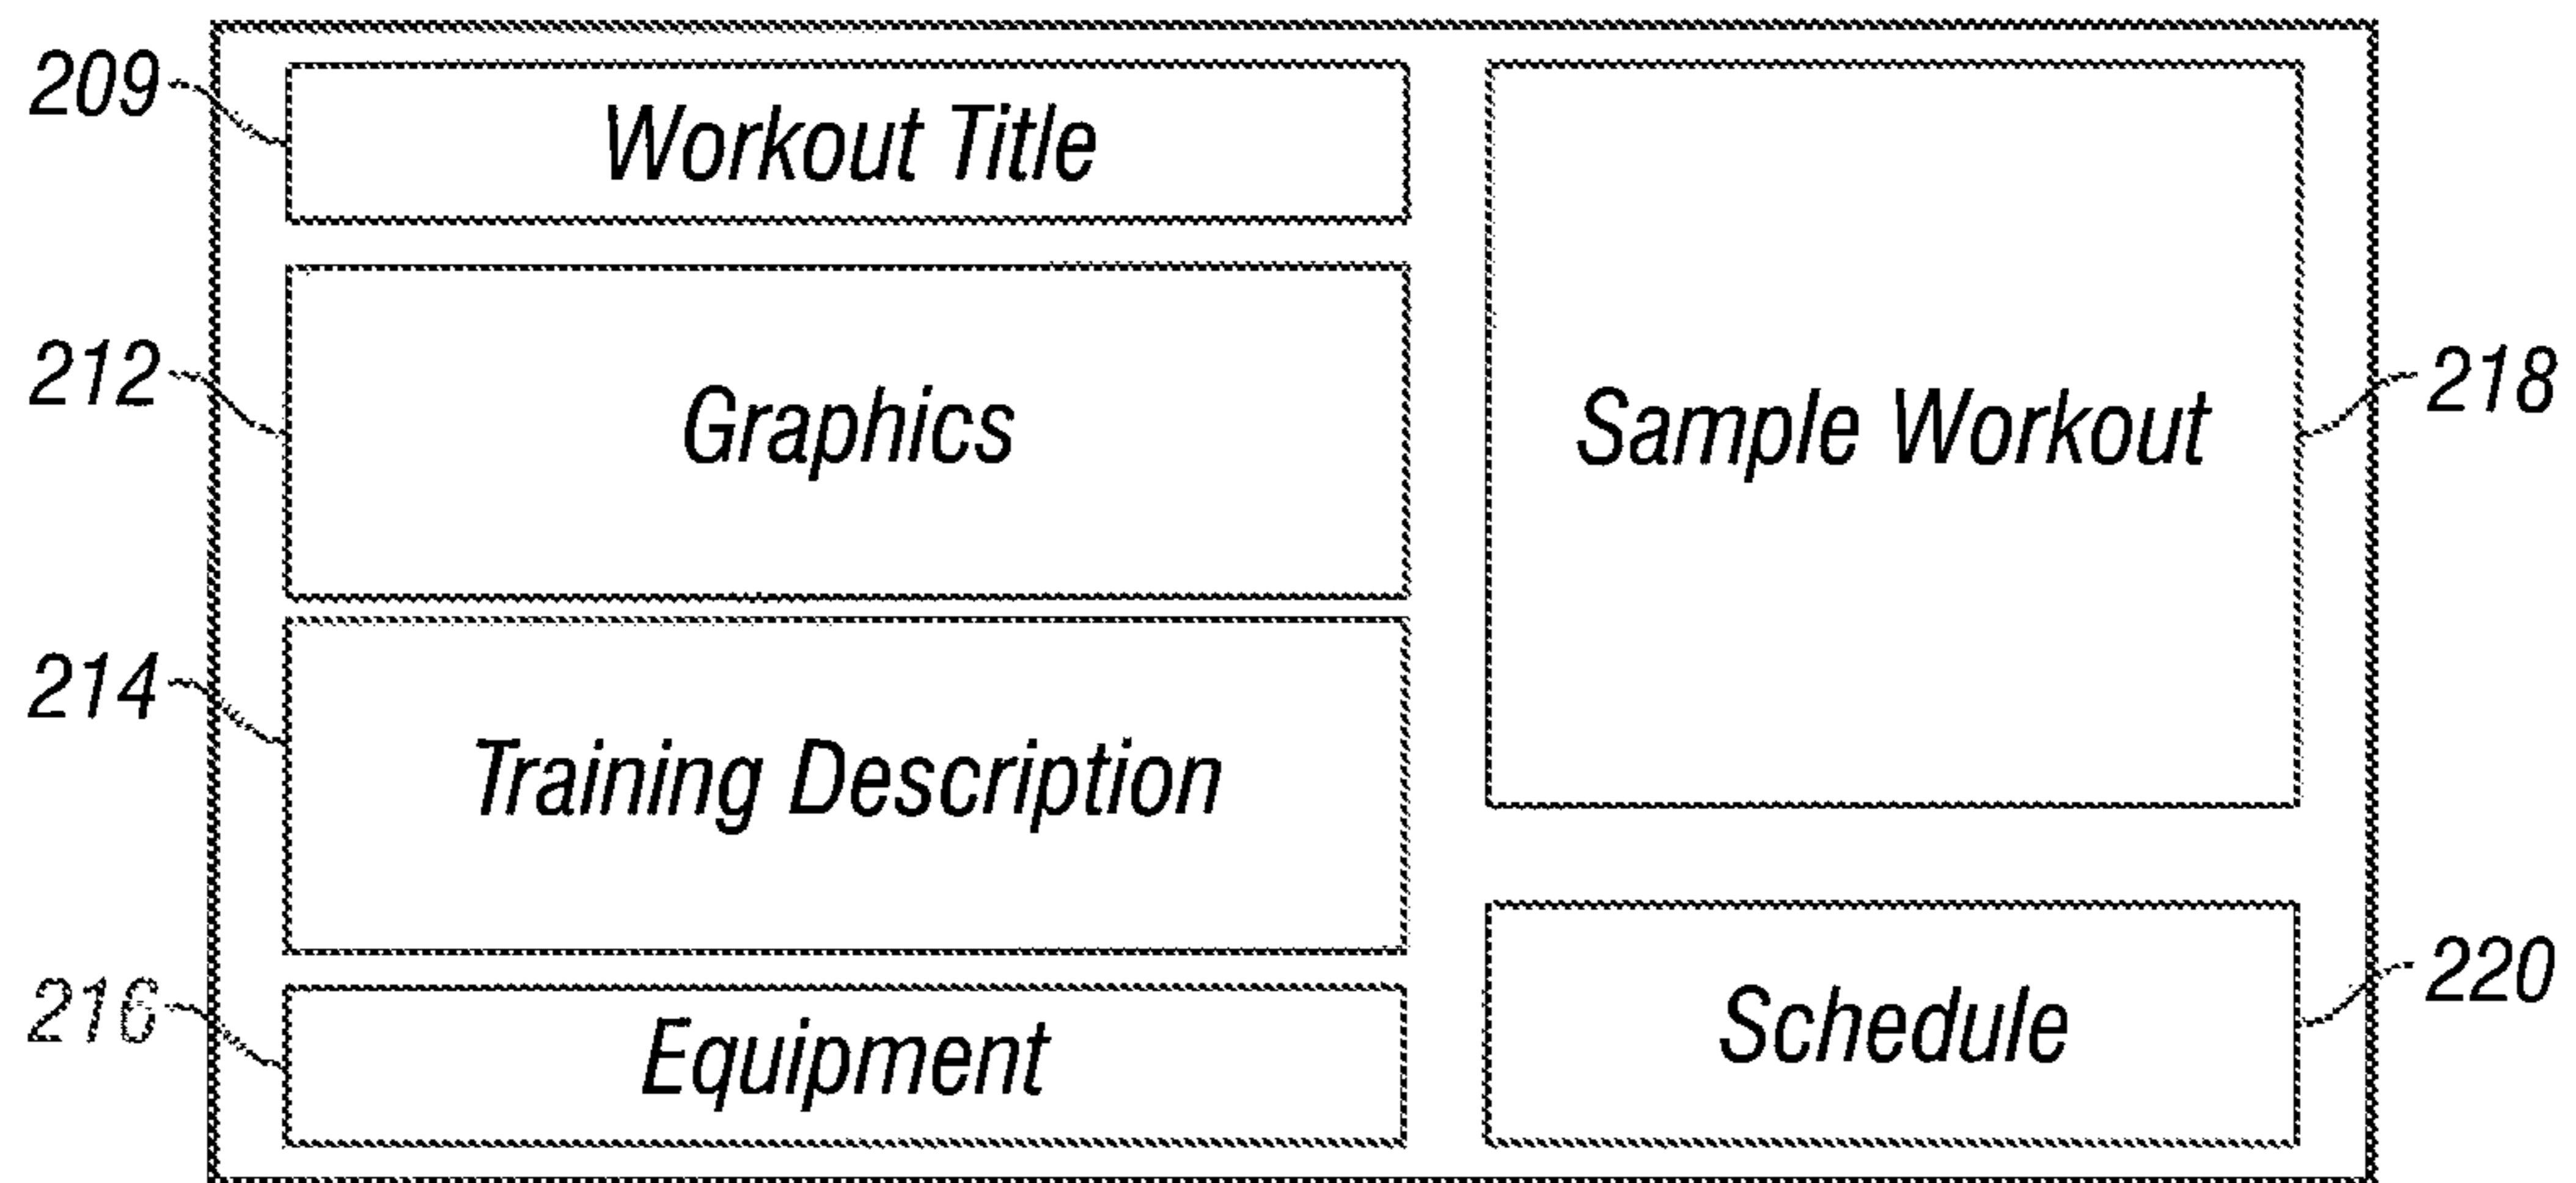 209
Workout Title
212
Graphics
214
Training Description
216
Equipment
Sample Workout
218
Schedule
220